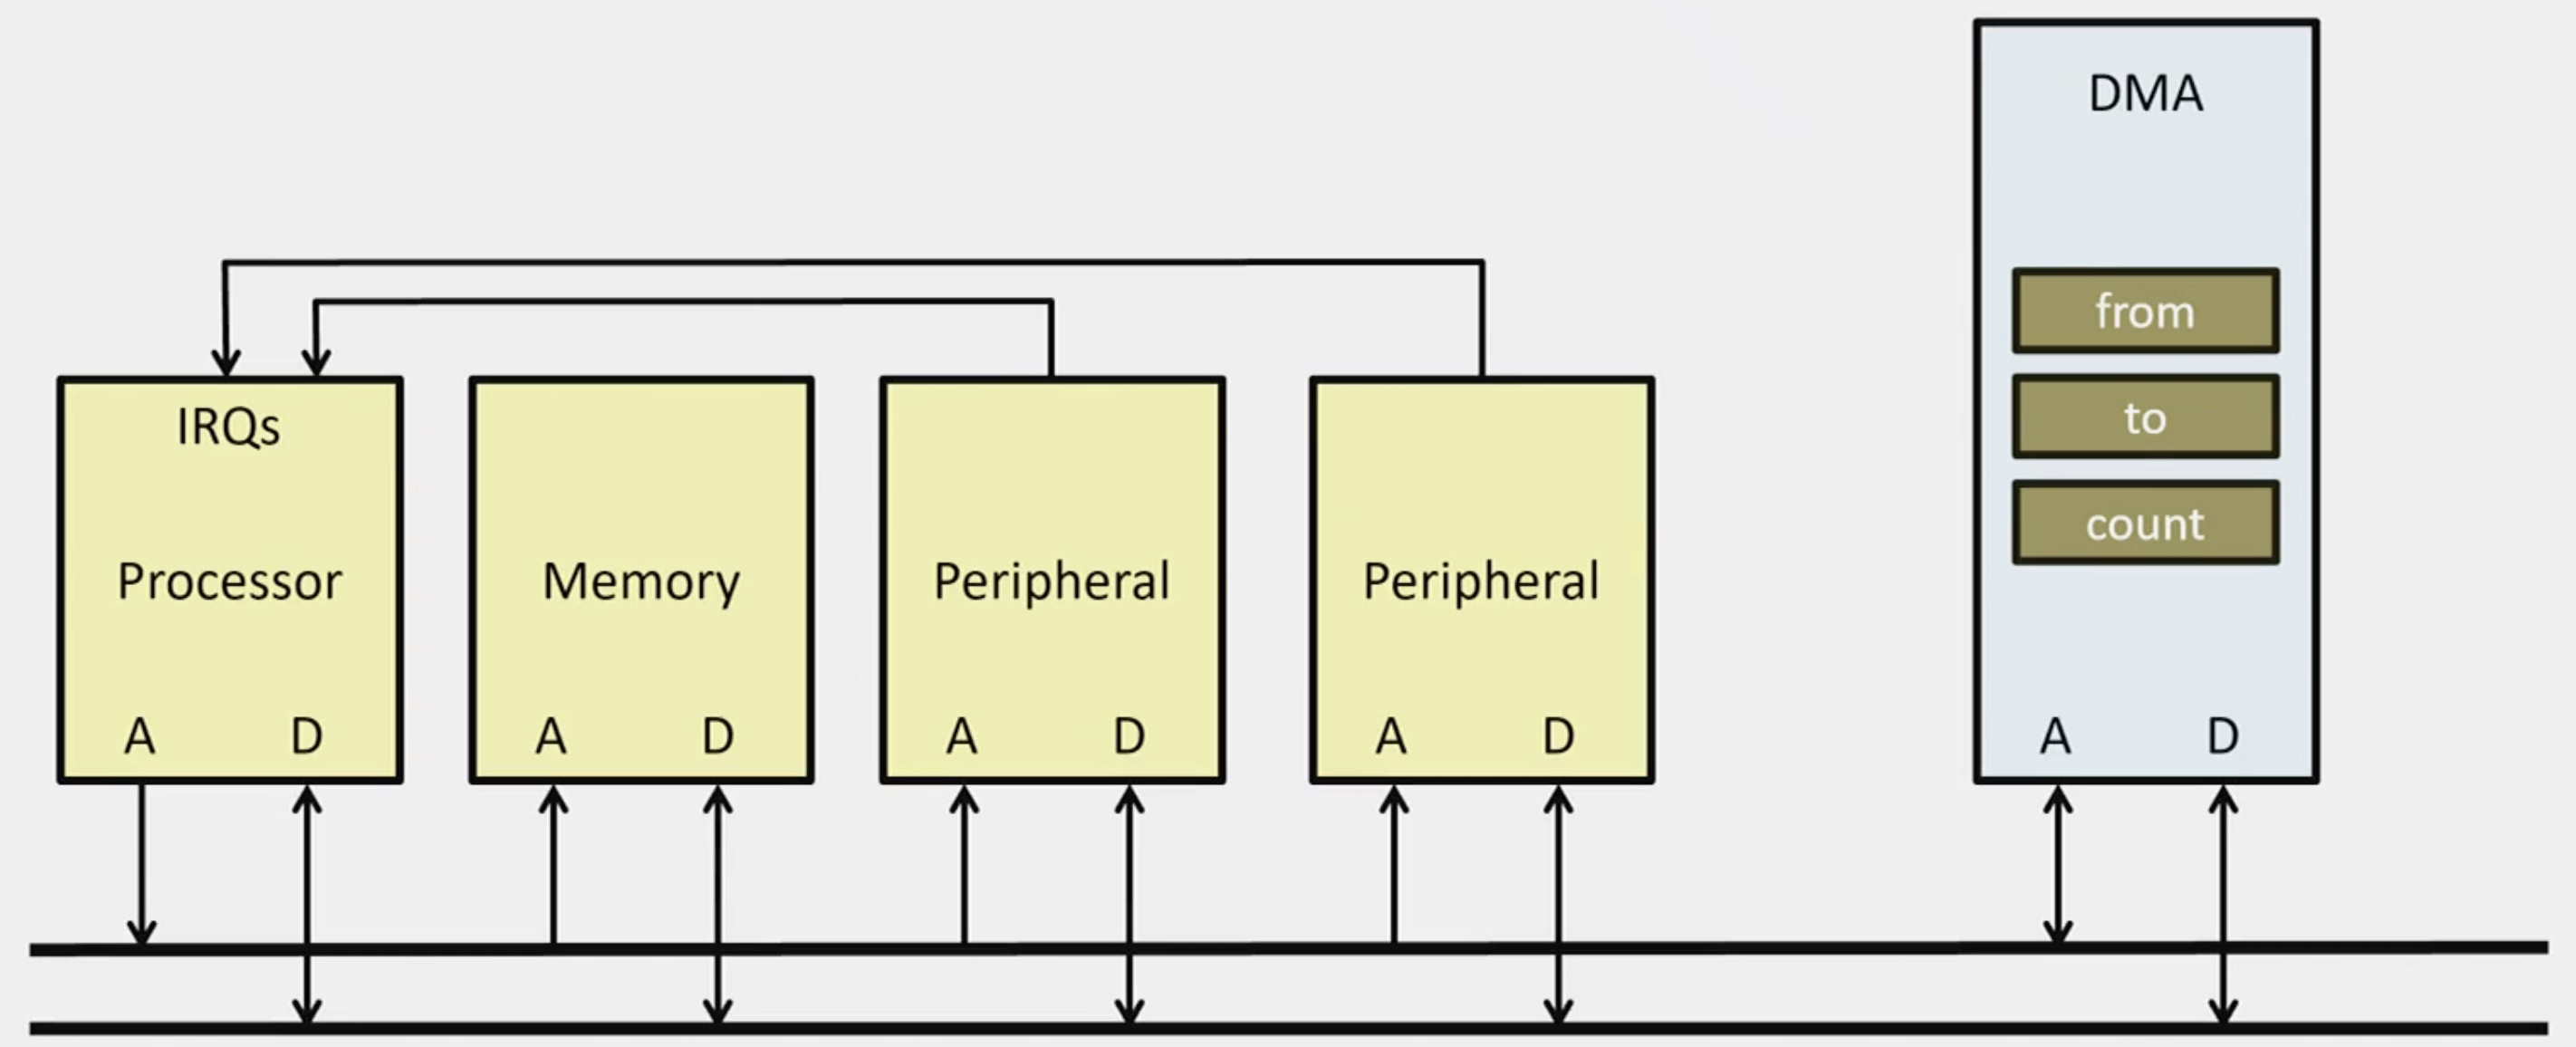 DMA
from
to
count
IRQs
Processor
Memory
Peripheral
Peripheral
A D
A D
A D
A D
A D